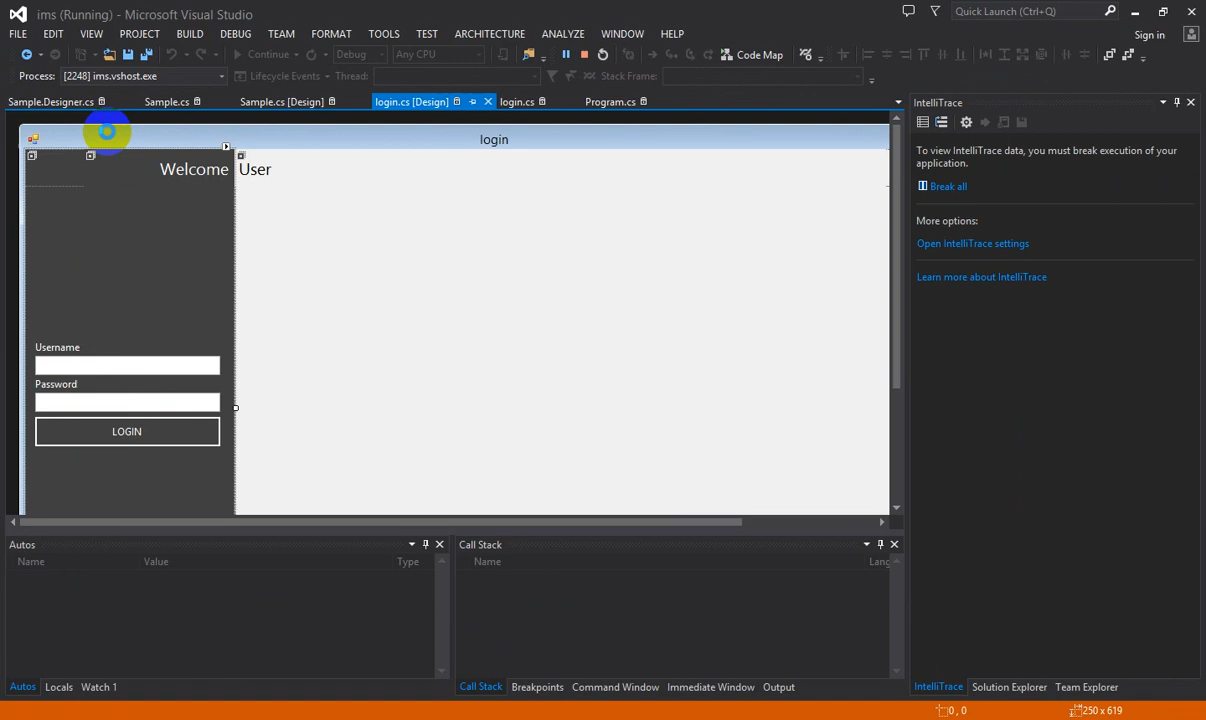 ims (Running) - Microsoft Visual Studio
Quick Launch (Ctrl+Q)
FILE EDIT VIEW PROJECT BUILD DEBUG TEAM FORMAT TOOLS TEST ARCHITECTURE ANALYZE WINDOW HELP
Sign in
Continue Debug Any CPU Code Map
Process: [2248] ims.vshost.exe Lifecycle Events Thread: Stack Frame:
Sample.Designer.cs Sample.cs Sample.cs [Design] login.cs [Design] login.cs Program.cs
IntelliTrace
login
To view IntelliTrace data, you must break execution of your
application.
Welcome User
Break all
More options:
Open IntelliTrace settings
Learn more about IntelliTrace
Username
Password
LOGIN
Autos
Call Stack
Name Value Type
Name Lang
Autos Locals Watch 1
Call Stack Breakpoints Command Window Immediate Window Output
IntelliTrace Solution Explorer Team Explorer
0 , 0
250 x 619